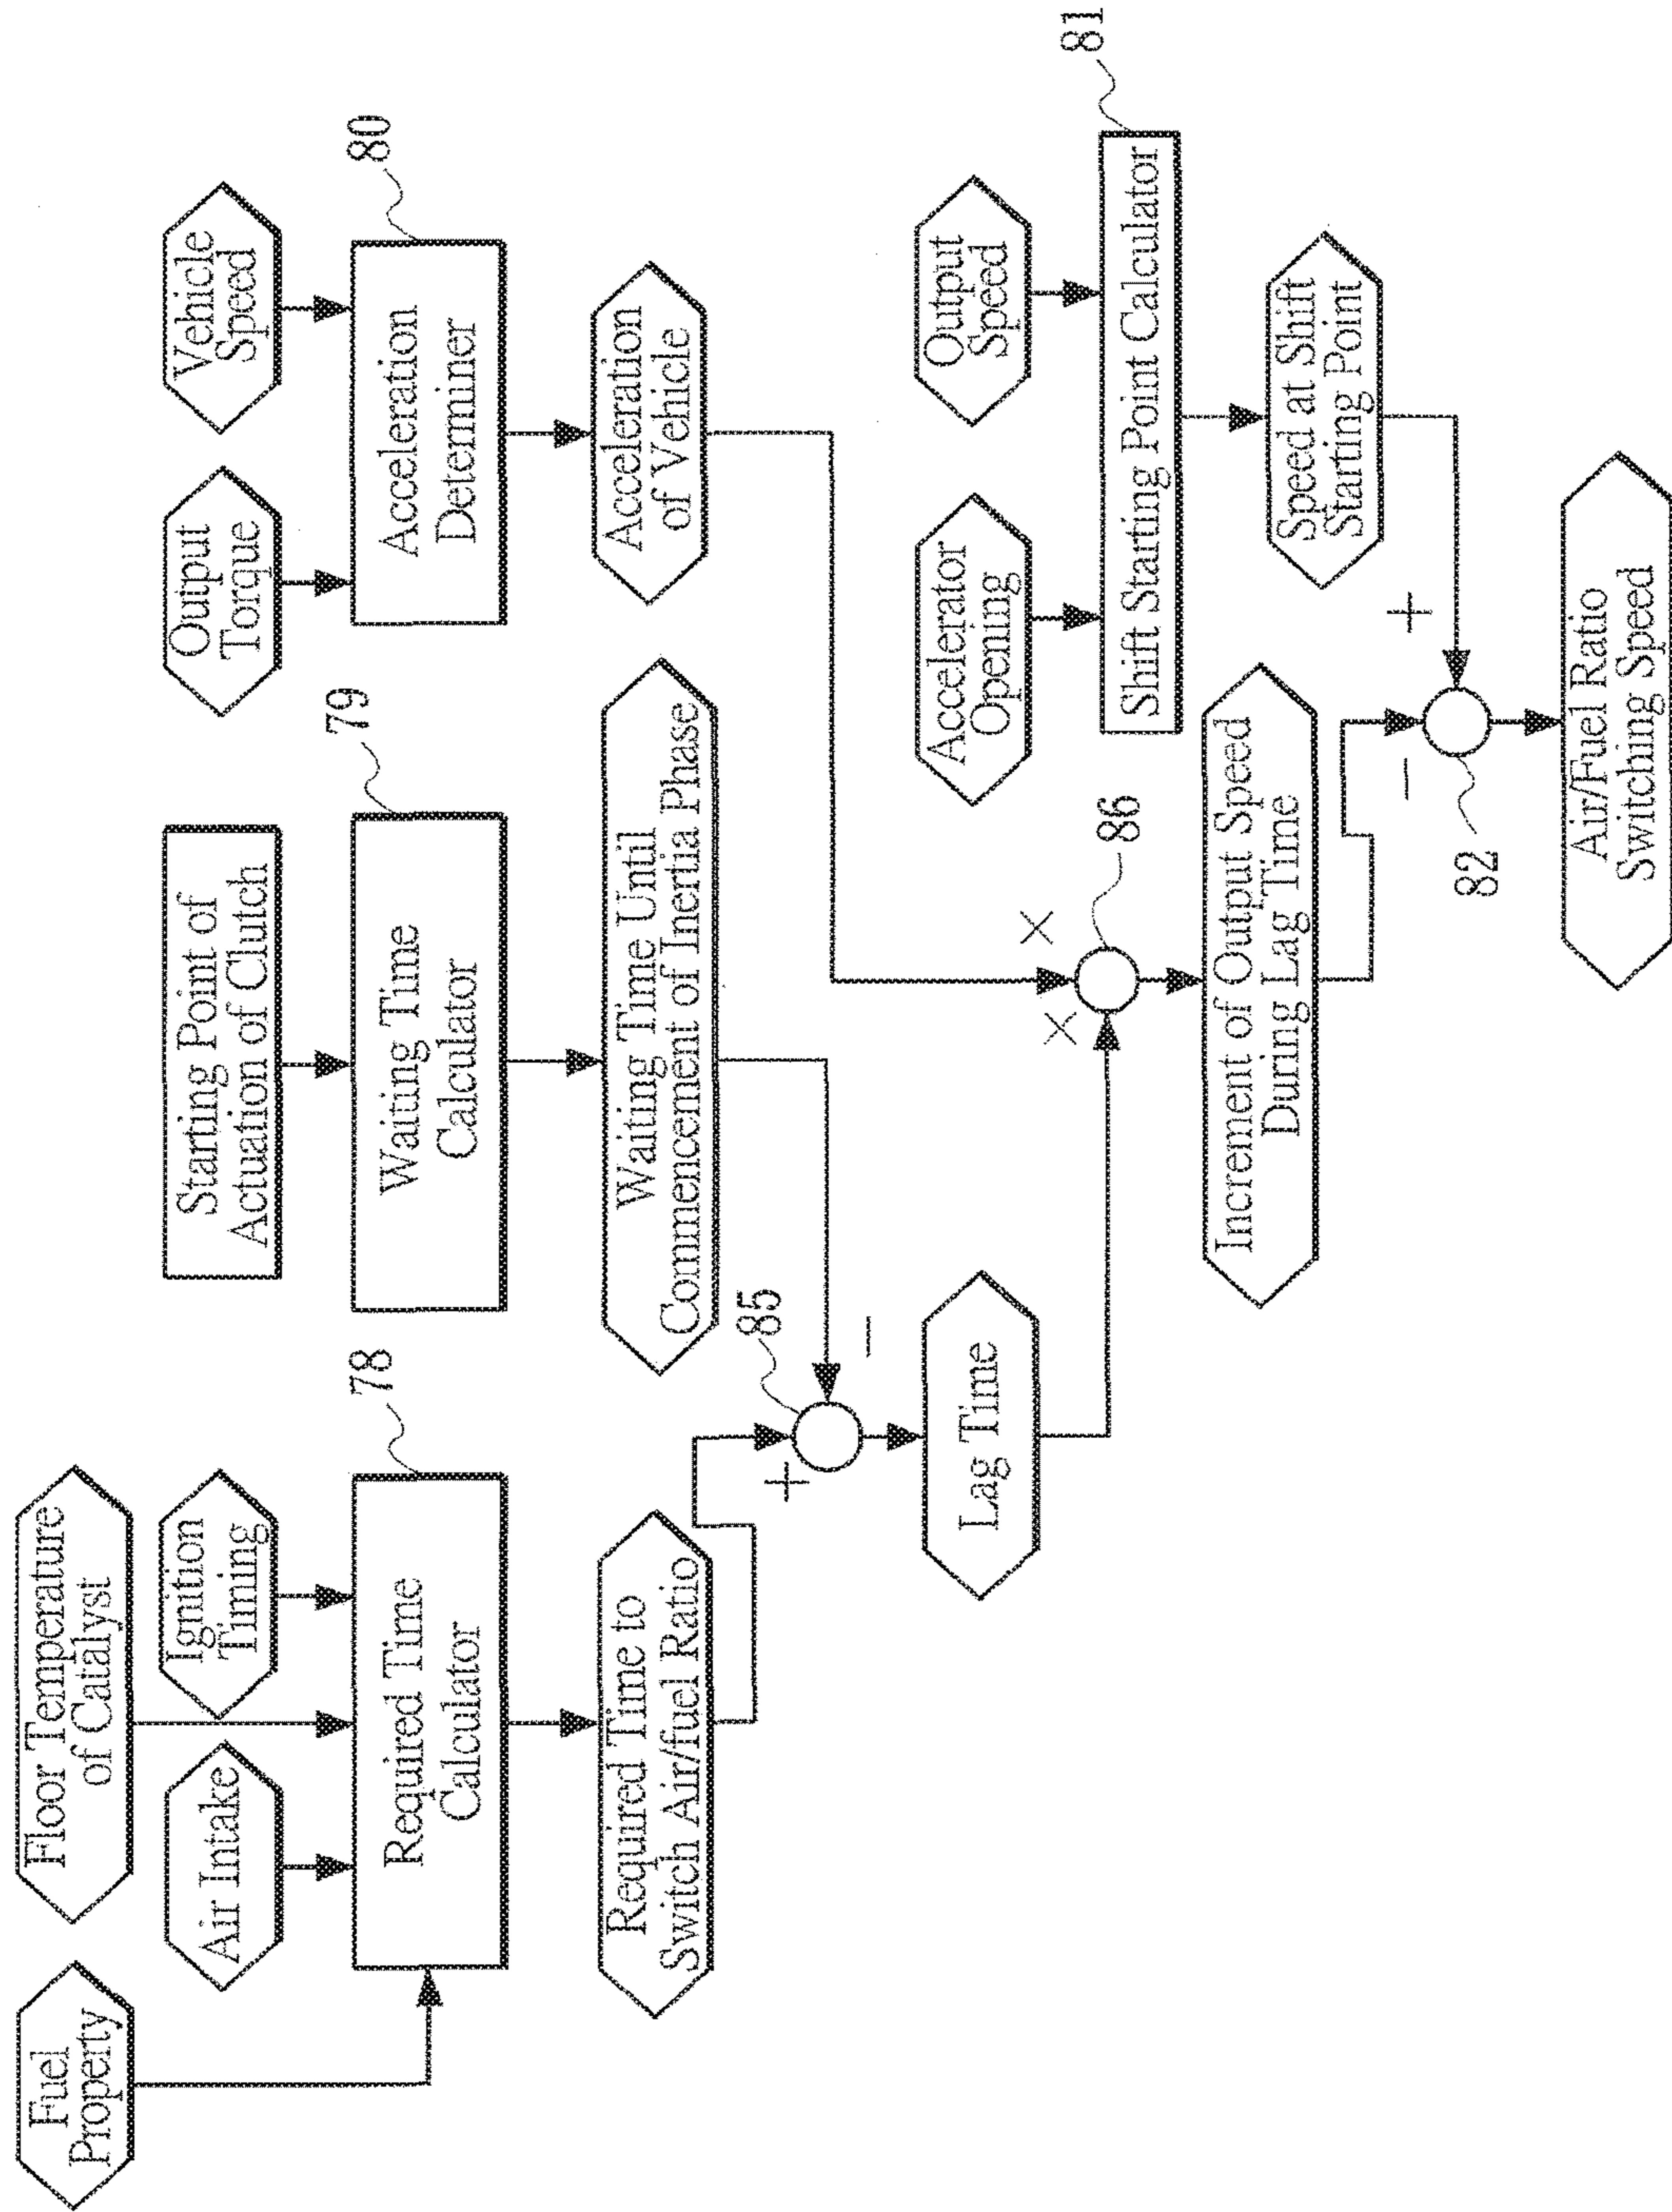 Fuel
Property
Floor Temperature
of Catalyst
Air Intake
Ignition
Timing
78
Required Time
Calculator
Required Time to
Switch Air/fuel Ratio
Starting Point of
Actuation of Clutch
79
Waiting Time
Calculator
Waiting Time Until
Commencement of Inertia Phase
Output
Torque
Vehicle
Speed
80
Acceleration
Determiner
Acceleration
of Vehicle
+
85
−
Lag Time
×
×
86
Increment of Output Speed
During Lag Time
Accelerator
Opening
Output
Speed
81
Shift Starting Point Calculator
Speed at Shift
Starting Point
−
+
82
Air/Fuel Ratio
Switching Speed